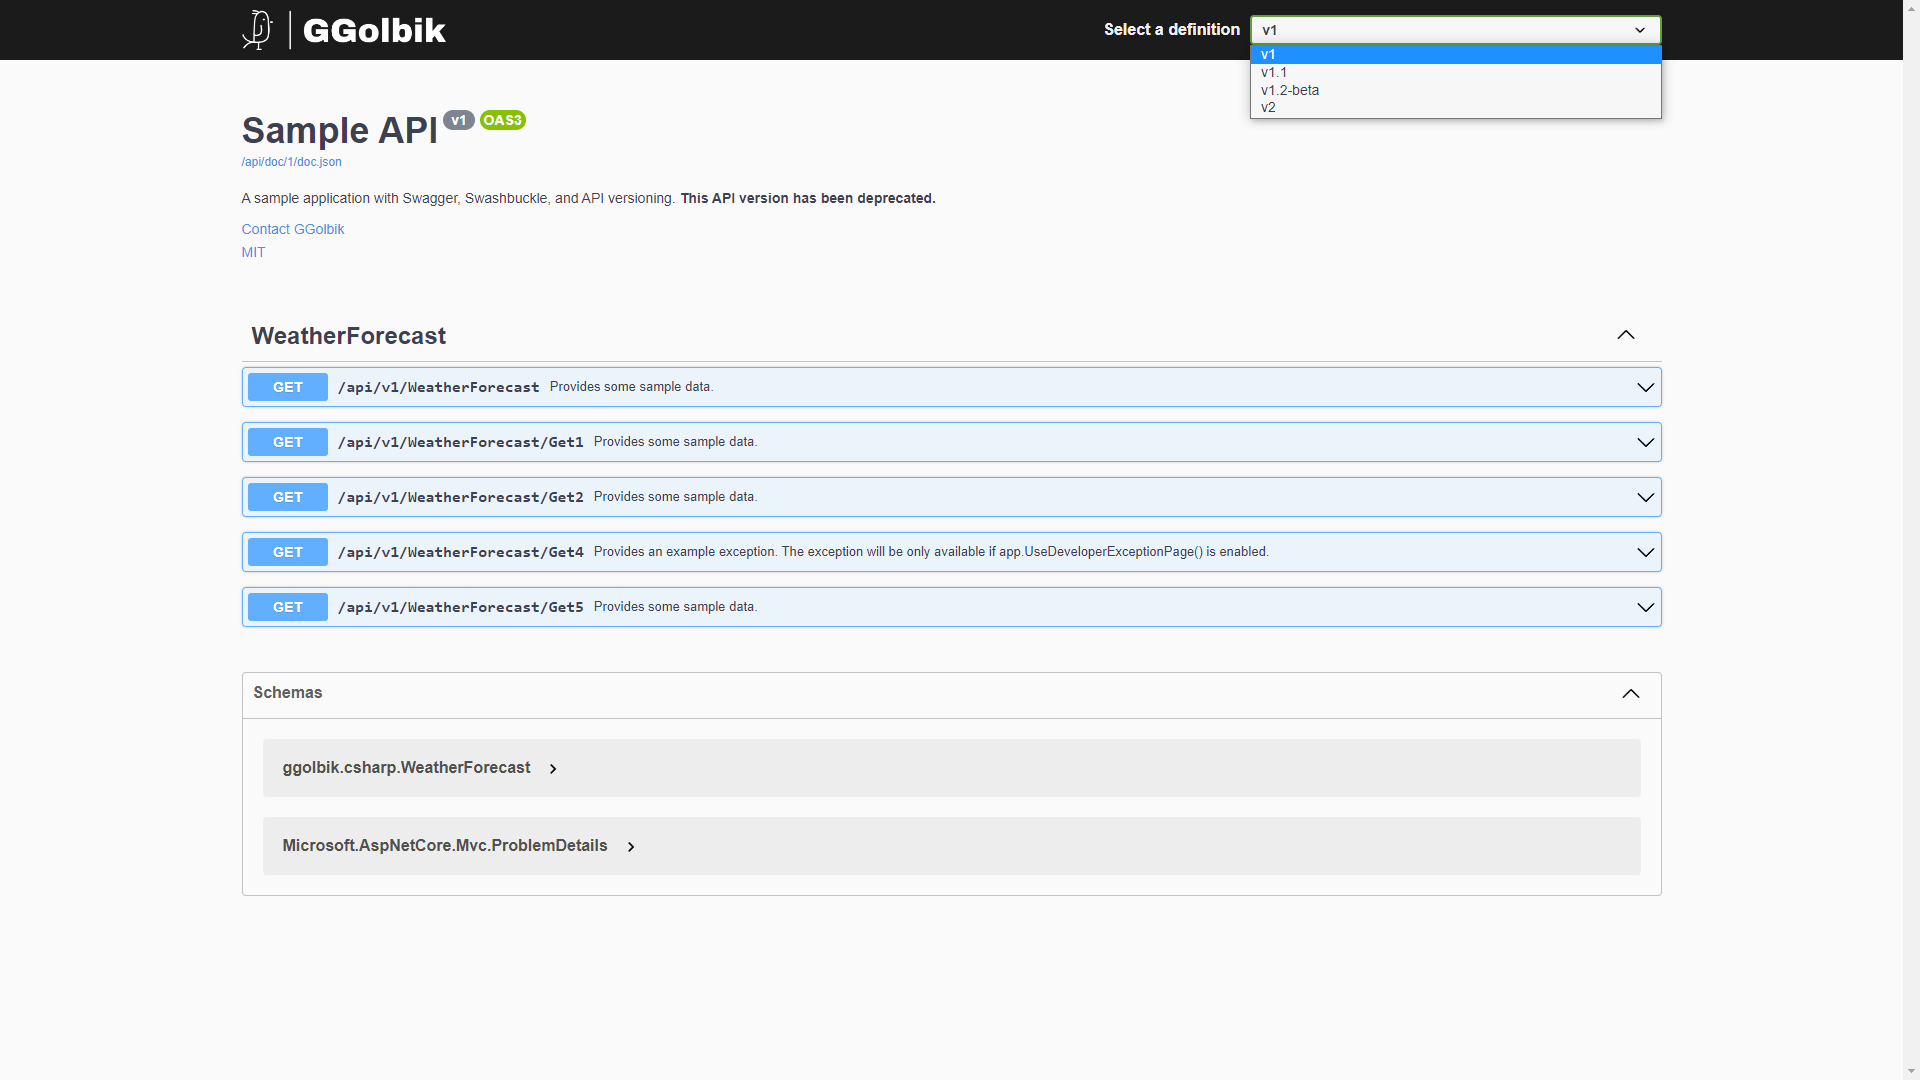 GGolbik
Select a definition
v1
v1
v1.1
v1.2-beta
v2
Sample API v1 OAS3
/api/doc/1/doc.json
A sample application with Swagger, Swashbuckle, and API versioning. This API version has been deprecated.
Contact GGolbik
MIT
WeatherForecast
GET /api/v1/WeatherForecast Provides some sample data.
GET /api/v1/WeatherForecast/Get1 Provides some sample data.
GET /api/v1/WeatherForecast/Get2 Provides some sample data.
GET /api/v1/WeatherForecast/Get4 Provides an example exception. The exception will be only available if app.UseDeveloperExceptionPage() is enabled.
GET /api/v1/WeatherForecast/Get5 Provides some sample data.
Schemas
ggolbik.csharp.WeatherForecast
Microsoft.AspNetCore.Mvc.ProblemDetails